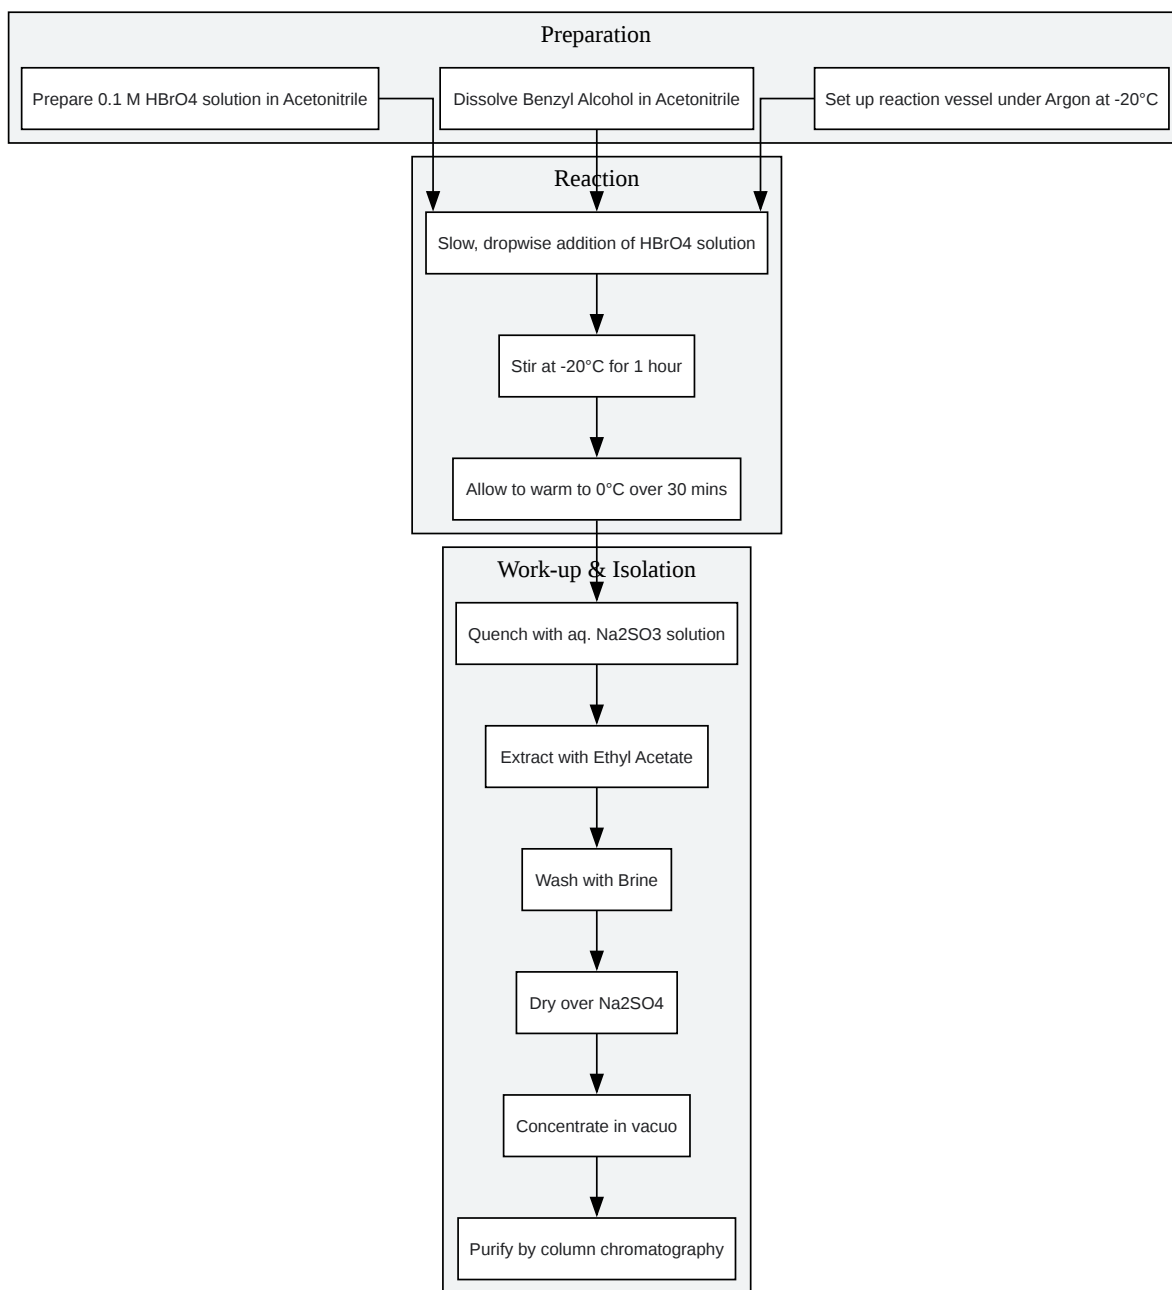 Preparation
Prepare 0.1 M HBrO4 solution in Acetonitrile
Dissolve Benzyl Alcohol in Acetonitrile
Set up reaction vessel under Argon at -20°C
Reaction
Slow, dropwise addition of HBrO4 solution
Stir at -20°C for 1 hour
Allow to warm to 0°C over 30 mins
Work-up & Isolation
Quench with aq. Na2SO3 solution
Extract with Ethyl Acetate
Wash with Brine
Dry over Na2SO4
Concentrate in vacuo
Purify by column chromatography